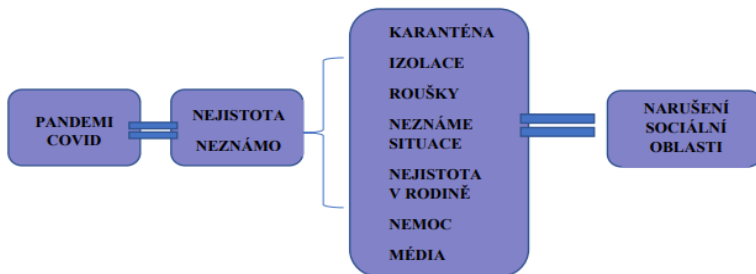 PANDEMI
COVID
NEJISTOTA
NEZNÁMO
KARANTÉNA
IZOLACE
ROUŠKY
NEZNÁME
SITUACE
NEJISTOTA
V RODINĚ
NEMOC
MÉDIA
NARUŠENÍ
SOCIÁLNÍ
OBLASTI